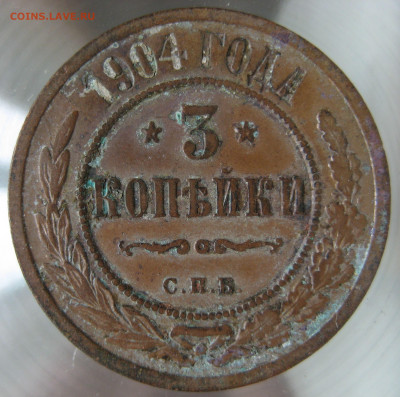 COINS.LAVE.RU
1904 ГОДА
* 3 *
КОПѢЙКИ
С.П.Б.